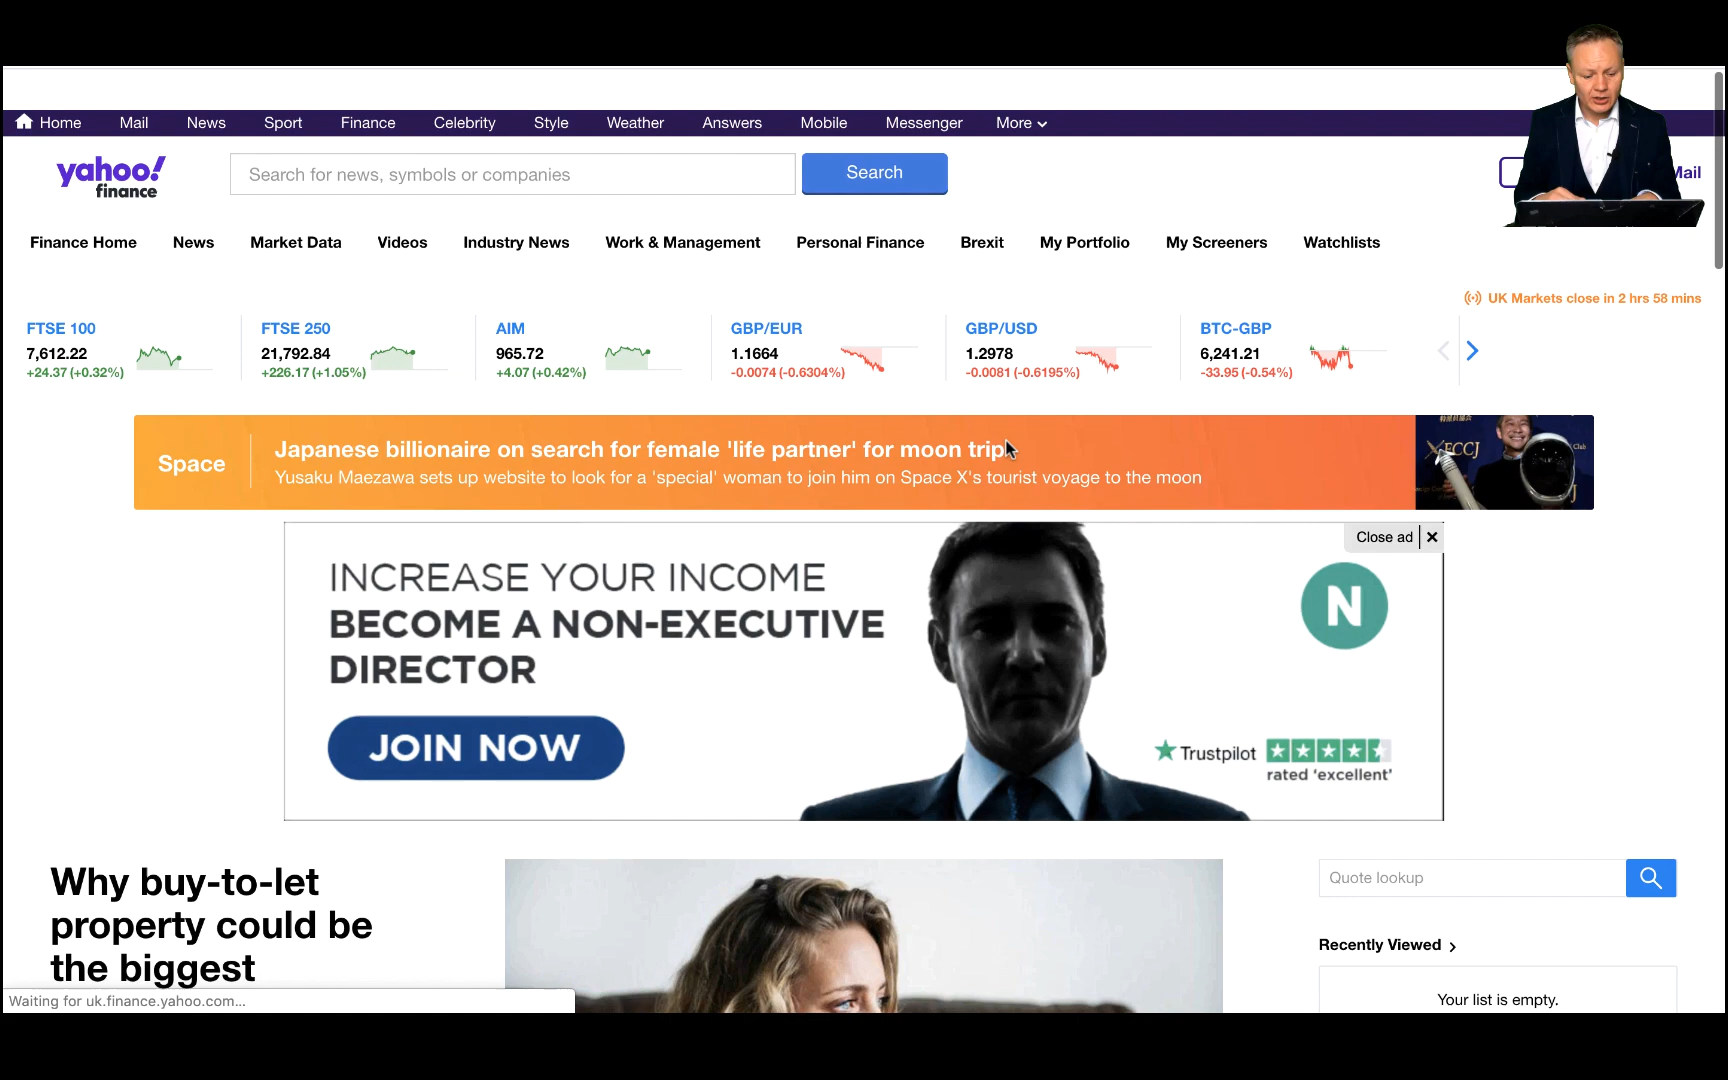 Home Mail News Sport Finance Celebrity Style Weather Answers Mobile Messenger More
yahoo!
finance
Search for news, symbols or companies
Search
Mail
Finance Home News Market Data Videos Industry News Work & Management Personal Finance Brexit My Portfolio My Screeners Watchlists
UK Markets close in 2 hrs 58 mins
FTSE 100
7,612.22
+24.37 (+0.32%)
FTSE 250
21,792.84
+226.17 (+1.05%)
AIM
965.72
+4.07 (+0.42%)
GBP/EUR
1.1664
-0.0074 (-0.6304%)
GBP/USD
1.2978
-0.0081 (-0.6195%)
BTC-GBP
6,241.21
-33.95 (-0.54%)
Space
Japanese billionaire on search for female 'life partner' for moon trip
Yusaku Maezawa sets up website to look for a 'special' woman to join him on Space X's tourist voyage to the moon
FCCJ
Club
Close ad
INCREASE YOUR INCOME
BECOME A NON-EXECUTIVE
DIRECTOR
JOIN NOW
N
Trustpilot
rated 'excellent'
Why buy-to-let
property could be
the biggest
Quote lookup
Recently Viewed
Your list is empty.
Waiting for uk.finance.yahoo.com...